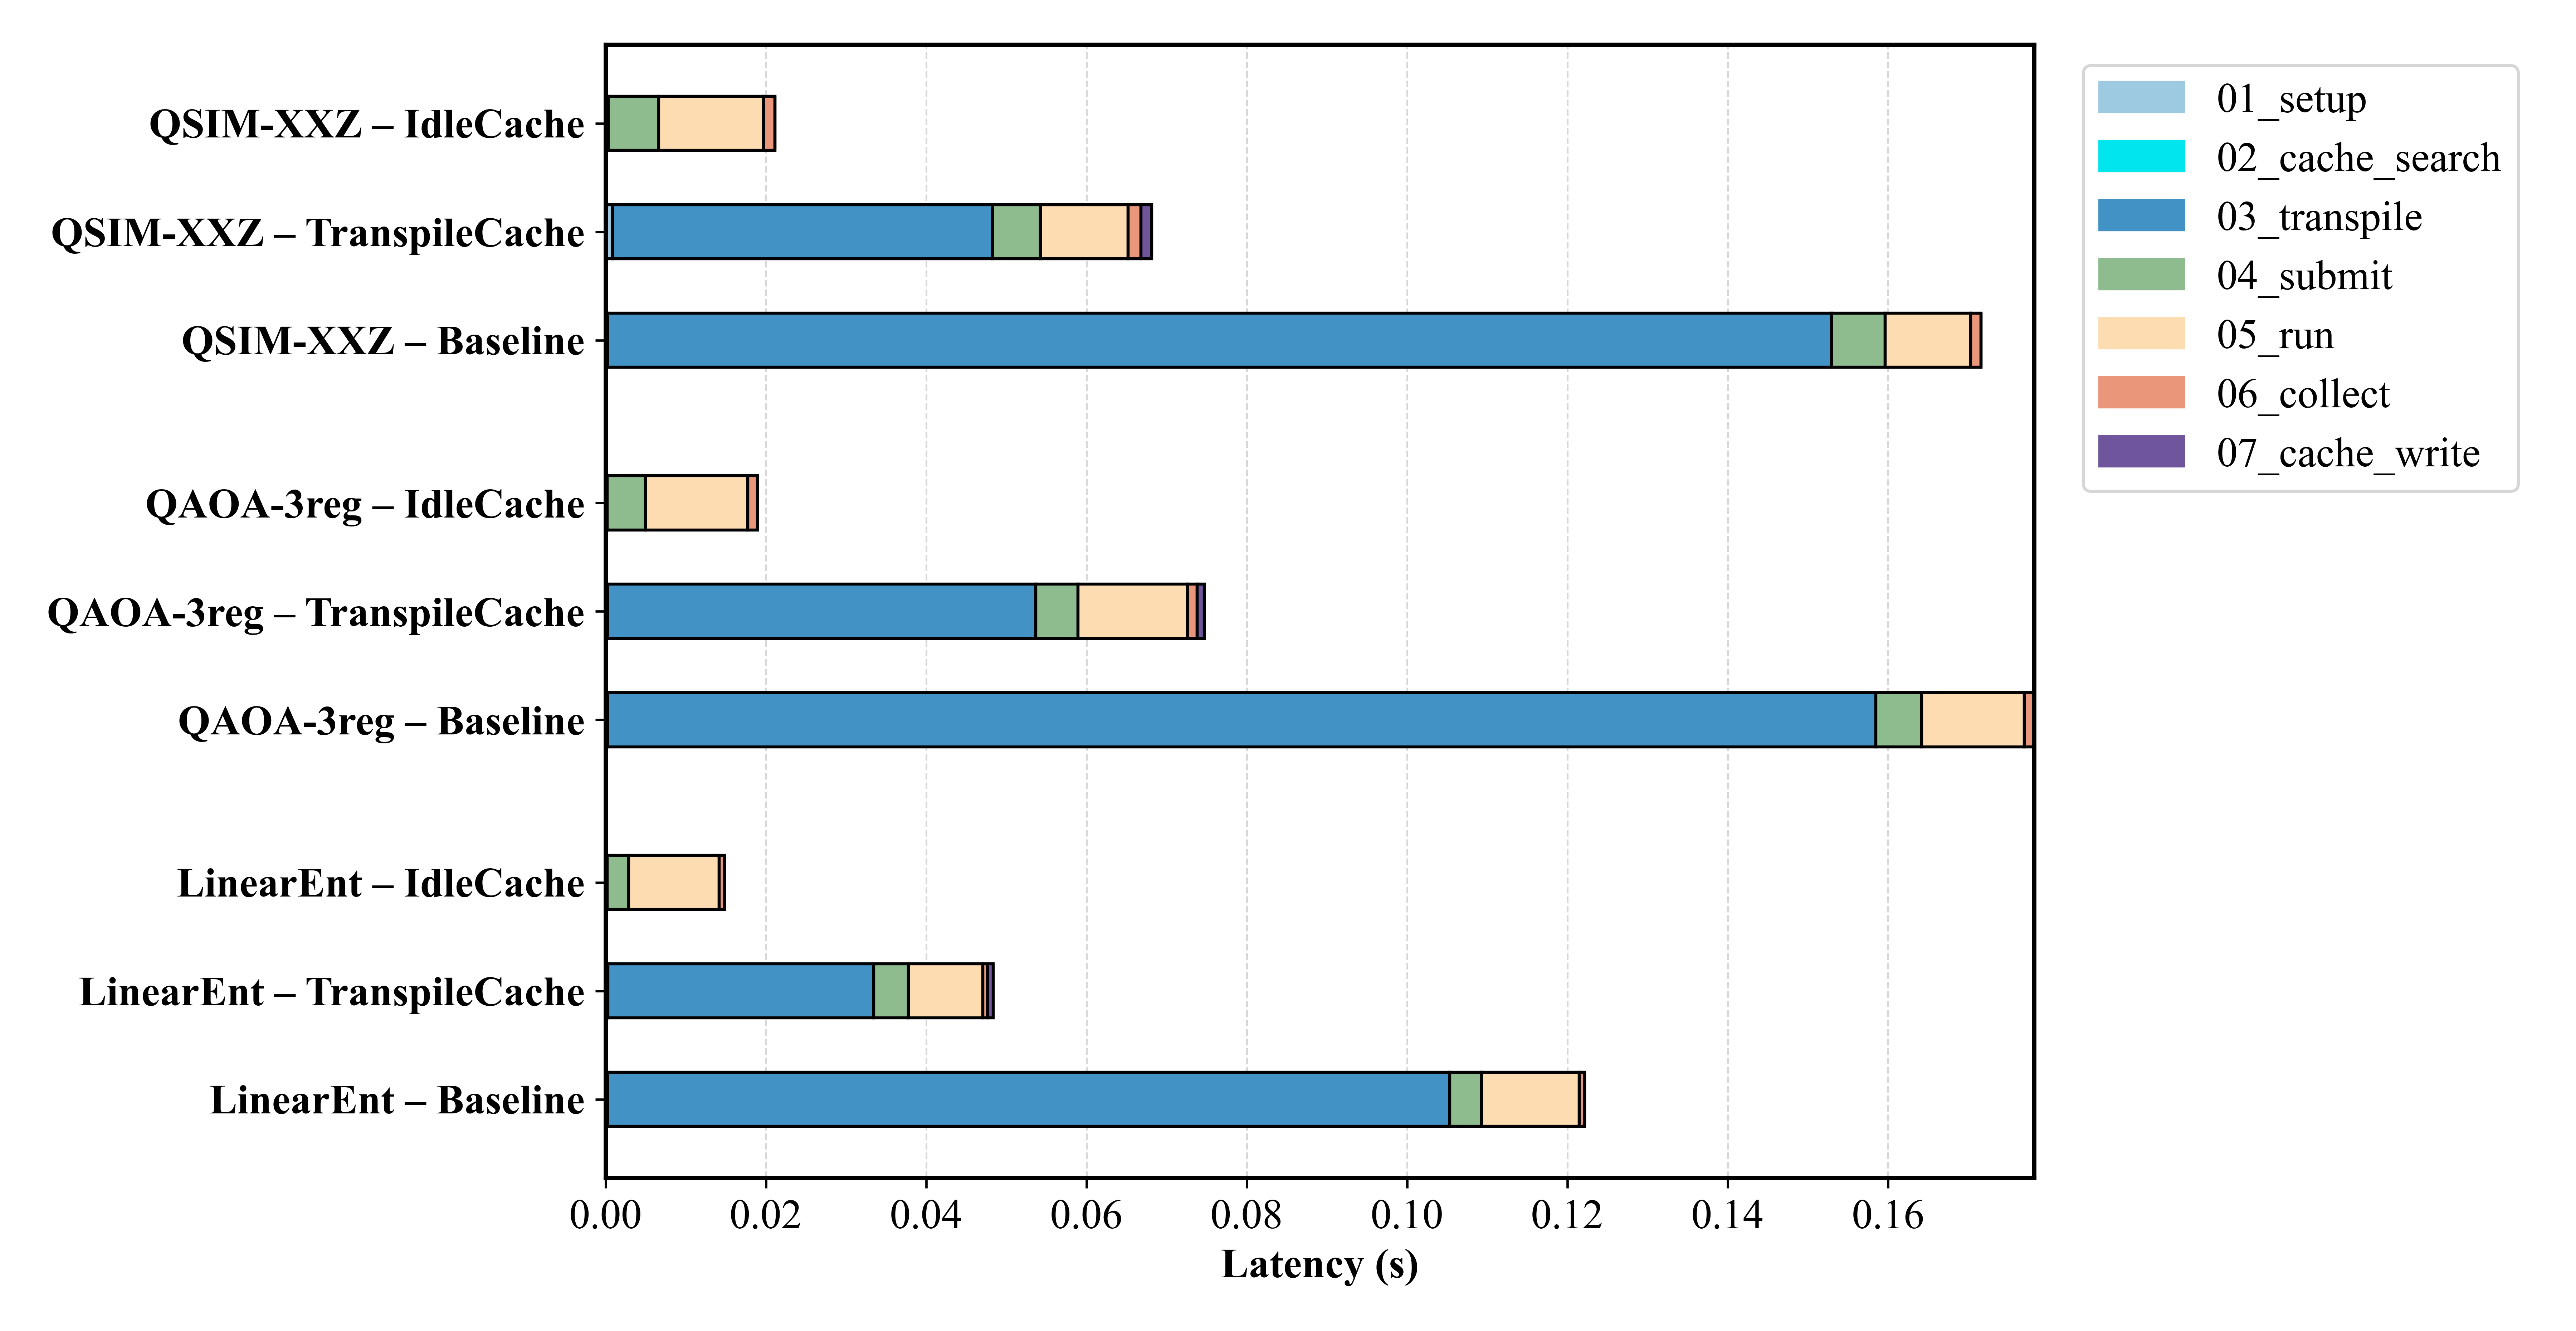 QSIM-XXZ – IdleCache
QSIM-XXZ – TranspileCache
QSIM-XXZ – Baseline
QAOA-3reg – IdleCache
QAOA-3reg – TranspileCache
QAOA-3reg – Baseline
LinearEnt – IdleCache
LinearEnt – TranspileCache
LinearEnt – Baseline
0.00 0.02 0.04 0.06 0.08 0.10 0.12 0.14 0.16
Latency (s)
01_setup
02_cache_search
03_transpile
04_submit
05_run
06_collect
07_cache_write